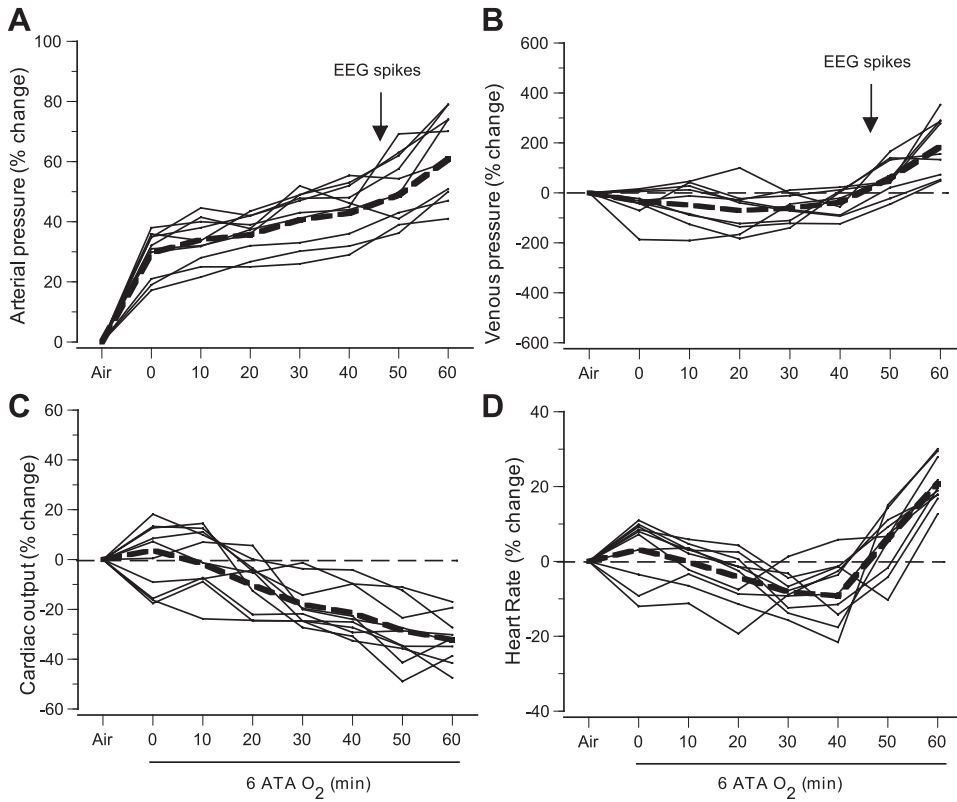 A
Arterial pressure (% change)
100
80
60
40
20
0
EEG spikes
Air 0 10 20 30 40 50 60
B
Venous pressure (% change)
600
400
200
0
-200
-400
-600
EEG spikes
Air 0 10 20 30 40 50 60
C
Cardiac output (% change)
60
40
20
0
-20
-40
-60
Air 0 10 20 30 40 50 60
6 ATA O2 (min)
D
Heart Rate (% change)
40
20
0
-20
-40
Air 0 10 20 30 40 50 60
6 ATA O2 (min)